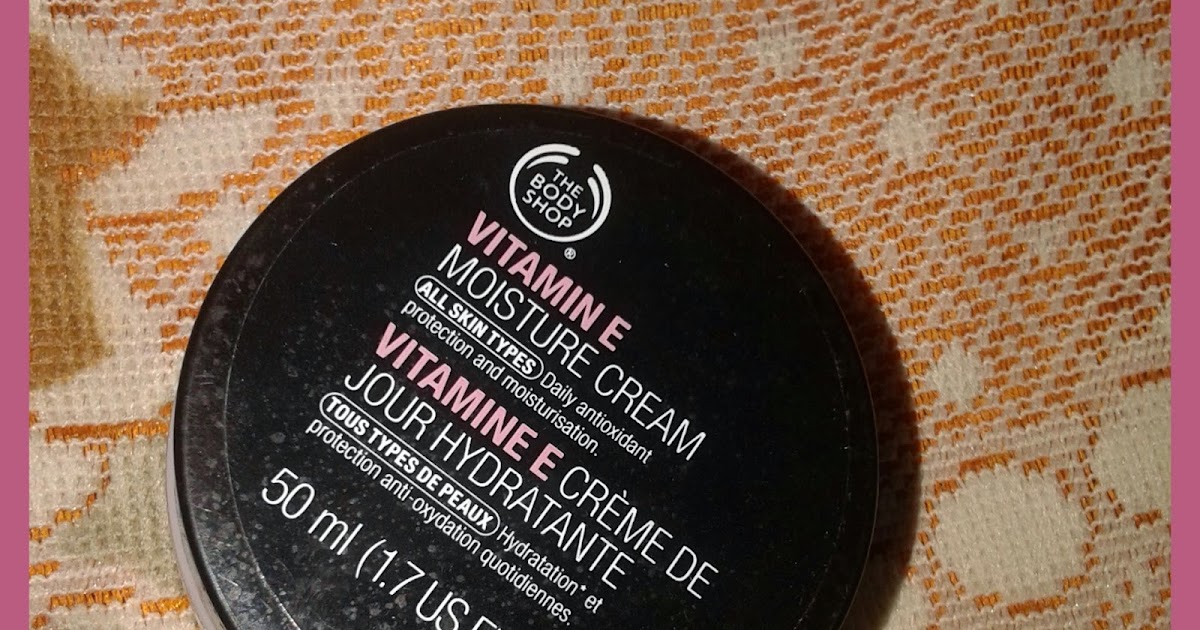 THE
BODY
SHOP
®
VITAMIN E
MOISTURE CREAM
ALL SKIN TYPES Daily antioxidant
protection and moisturisation.
VITAMINE E CRÈME DE
JOUR HYDRATANTE
TOUS TYPES DE PEAUX Hydratation* et
protection anti-oxydation quotidiennes.
50 ml (1.7 US